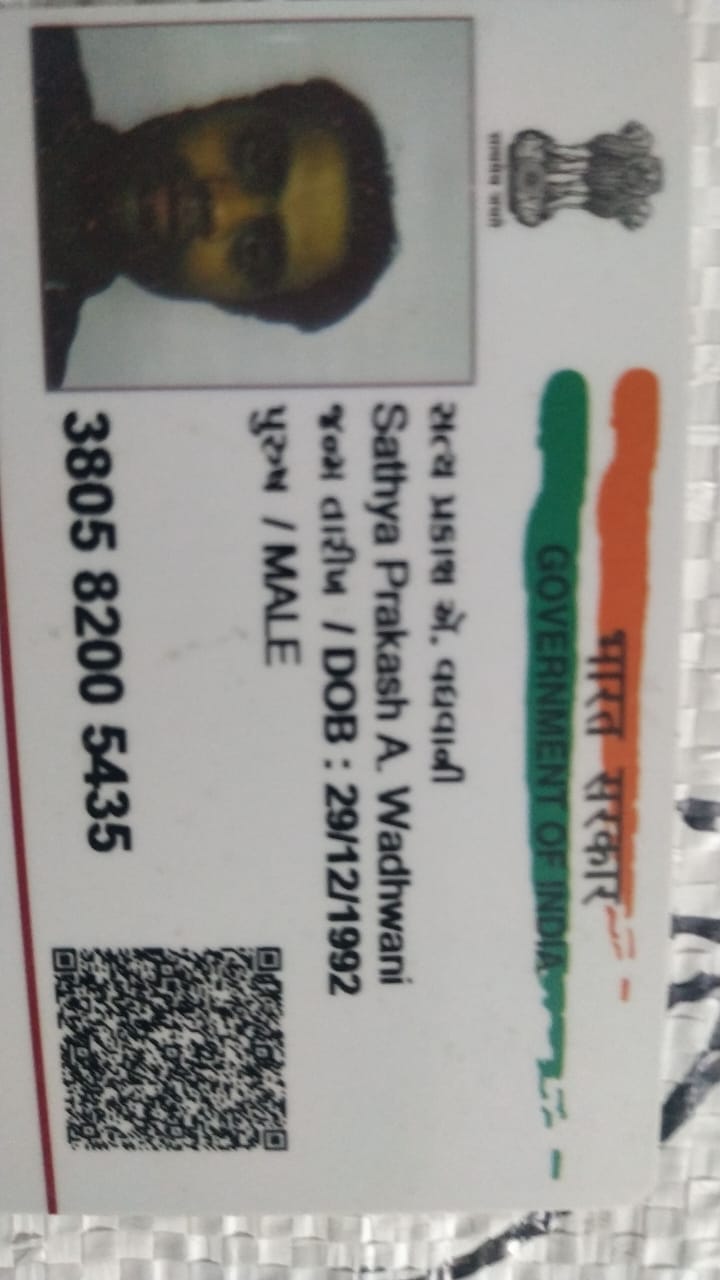 भारत सरकार
GOVERNMENT OF INDIA
सत्यमेव जयते
સત્ય પ્રકાશ એ. વધવાની
Sathya Prakash A. Wadhwani
જન્મ તારીખ / DOB : 29/12/1992
પુરુષ / MALE
3805 8200 5435